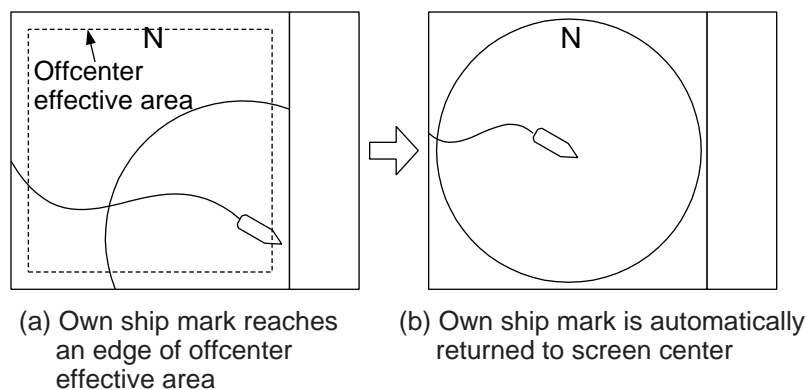 N
Offcenter
effective area
N
(a) Own ship mark reaches
an edge of offcenter
effective area
(b) Own ship mark is automatically
returned to screen center